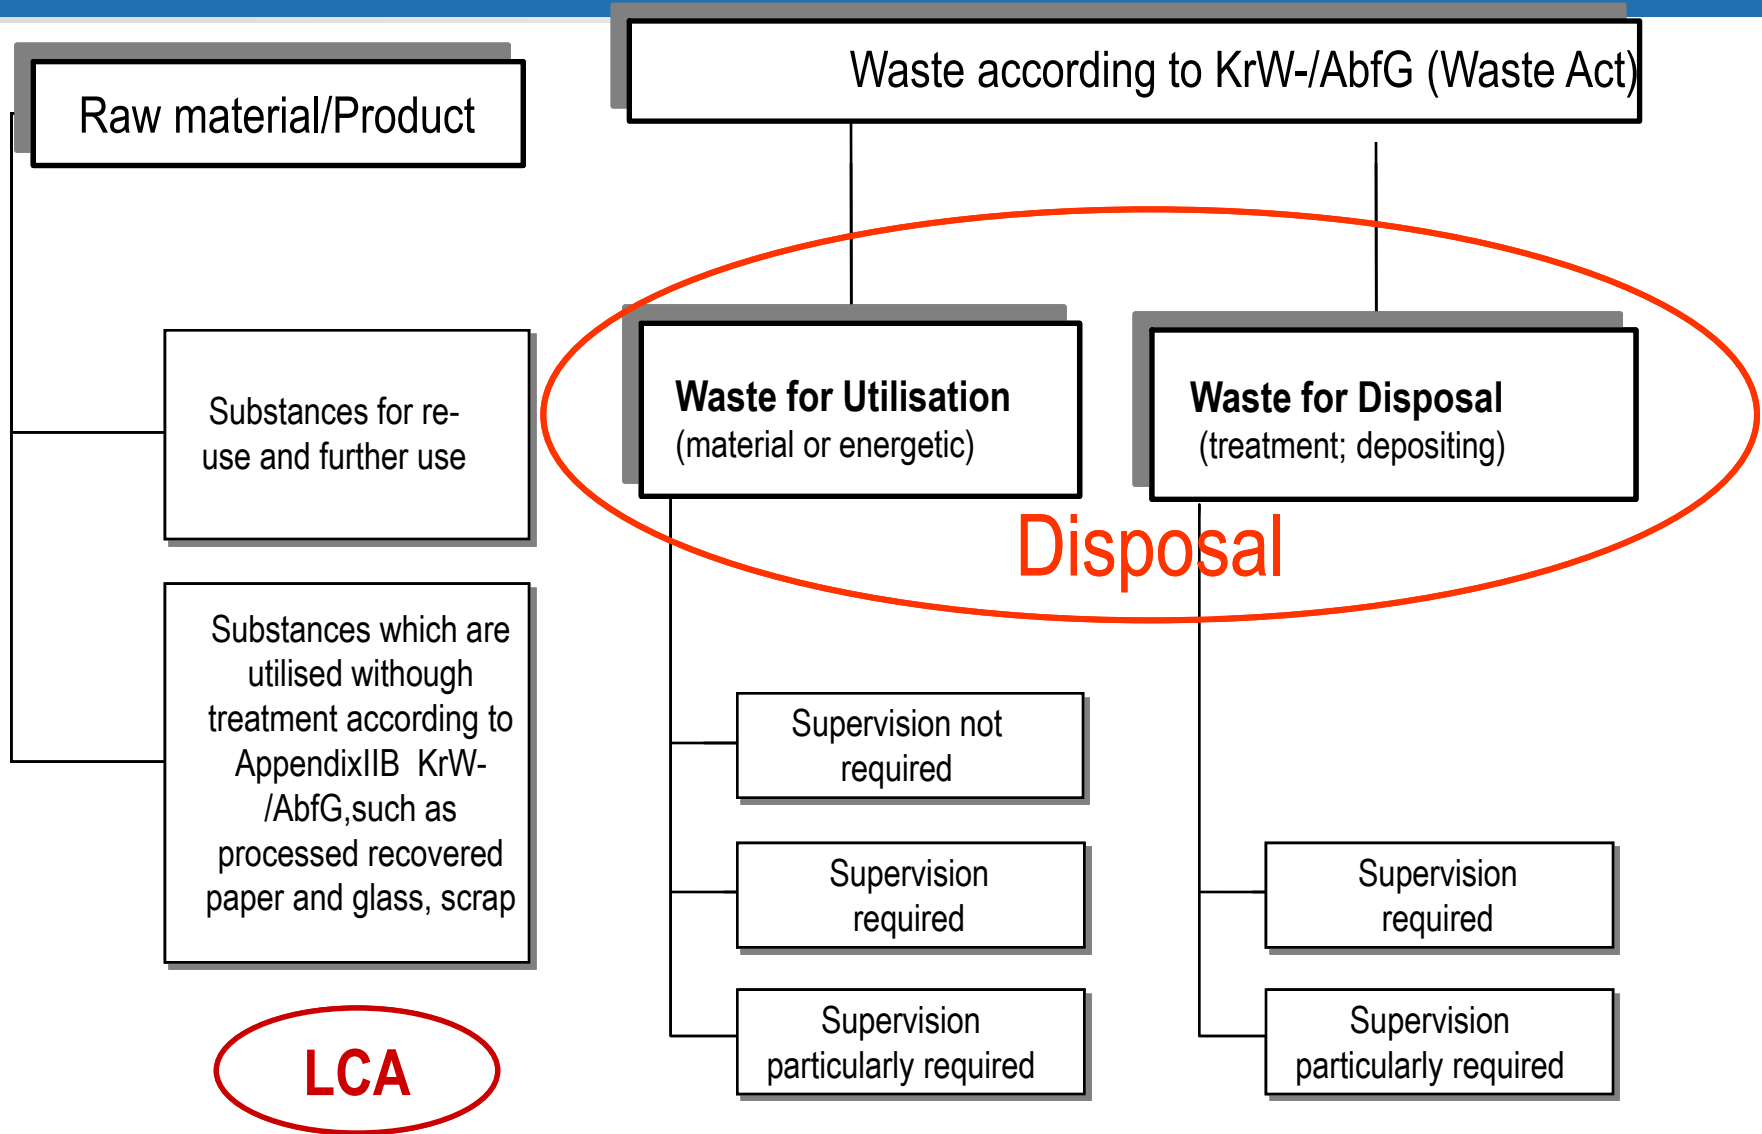 Raw material/Product
Waste according to KrW-/AbfG (Waste Act)
Substances for re-
use and further use
Substances which are
utilised withough
treatment according to
AppendixIIB KrW-
/AbfG,such as
processed recovered
paper and glass, scrap
LCA
Waste for Utilisation
(material or energetic)
Waste for Disposal
(treatment; depositing)
Disposal
Supervision not
required
Supervision
required
Supervision
particularly required
Supervision
required
Supervision
particularly required